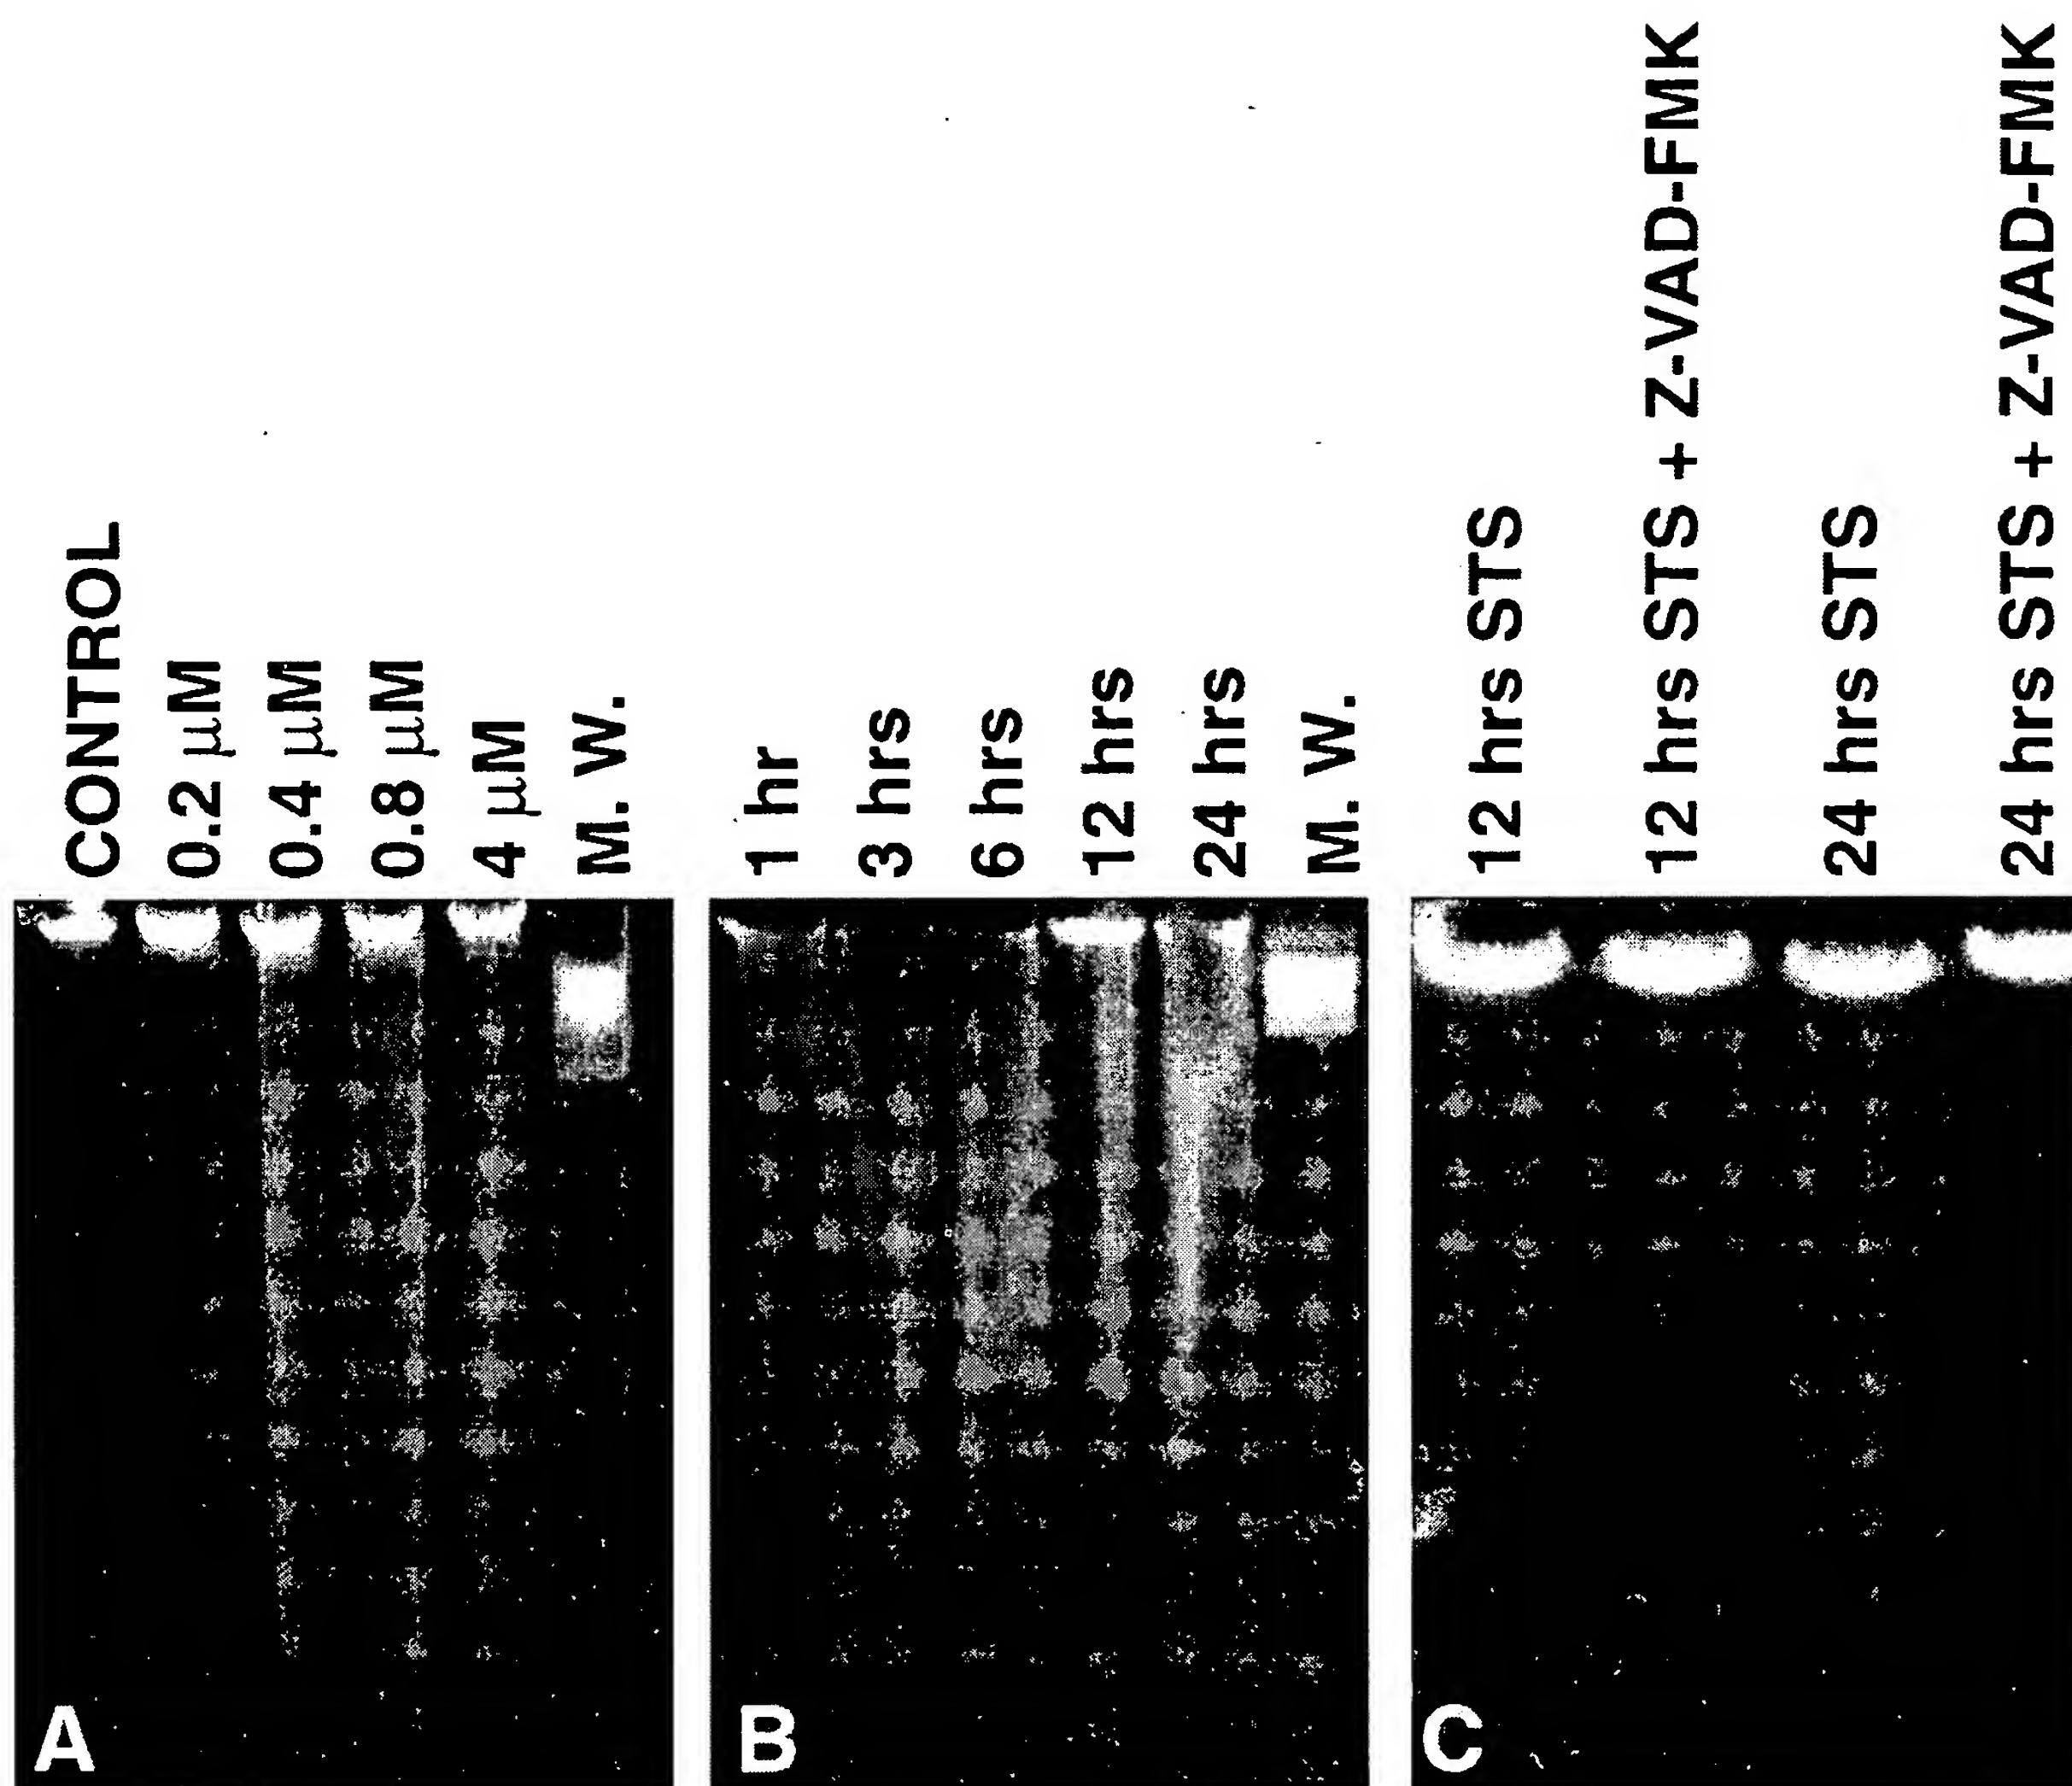 CONTROL
0.2 μM
0.4 μM
0.8 μM
4 μM
M. W.
1 hr
3 hrs
6 hrs
12 hrs
24 hrs
M. W.
12 hrs STS
12 hrs STS + Z-VAD-FMK
24 hrs STS
24 hrs STS + Z-VAD-FMK
A
B
C